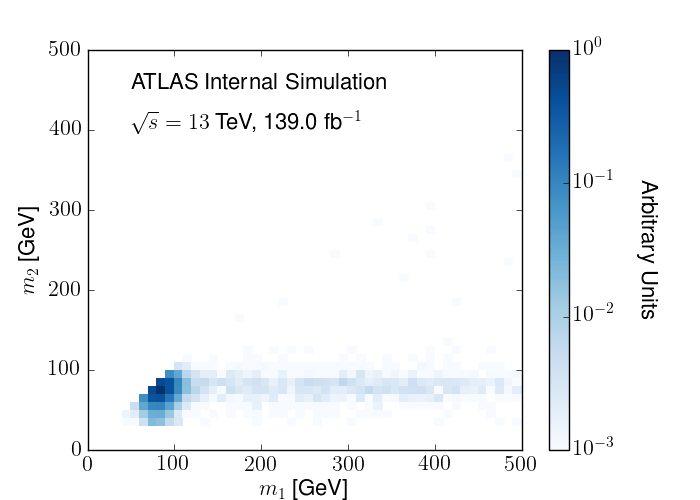 ATLAS Internal Simulation
√s = 13 TeV, 139.0 fb⁻¹
500
400
300
200
100
0
m₂ [GeV]
0 100 200 300 400 500
m₁ [GeV]
10⁰
10⁻¹
10⁻²
10⁻³
Arbitrary Units